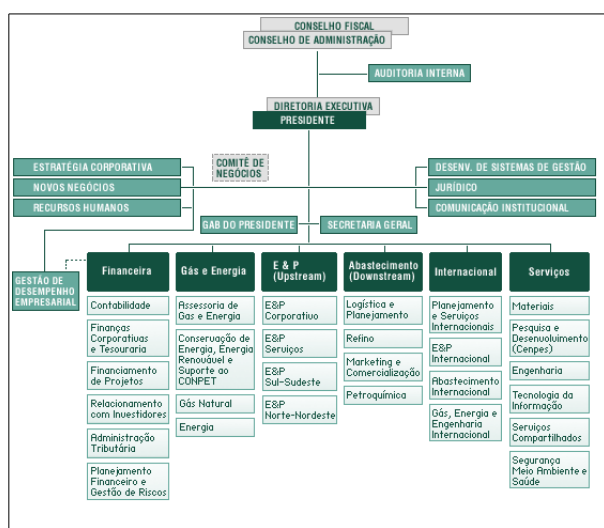 CONSELHO FISCAL
CONSELHO DE ADMINISTRAÇÃO
AUDITORIA INTERNA
DIRETORIA EXECUTIVA
PRESIDENTE
ESTRATÉGIA CORPORATIVA
NOVOS NEGÓCIOS
RECURSOS HUMANOS
COMITÊ DE
NEGÓCIOS
DESENV. DE SISTEMAS DE GESTÃO
JURÍDICO
COMUNICAÇÃO INSTITUCIONAL
GAB DO PRESIDENTE
SECRETARIA GERAL
GESTÃO DE
DESEMPENHO
EMPRESARIAL
Financeira
Contabilidade
Finanças
Corporativas
e Tesouraria
Financiamento
de Projetos
Relacionamento
com Investidores
Administração
Tributária
Planejamento
Financeiro e
Gestão de Riscos
Gás e Energia
Assessoria de
Gas e Energia
Conservação de
Energia, Energia
Renovável e
Suporte ao
CONPET
Gás Natural
Energia
E & P
(Upstream)
E&P
Corporativo
E&P
Serviços
E&P
Sul-Sudeste
E&P
Norte-Nordeste
Abastecimento
(Downstream)
Logística e
Planejamento
Refino
Marketing e
Comercialização
Petroquímica
Internacional
Planejamento
e Serviços
Internacionais
E&P
Internacional
Abastecimento
Internacional
Gás, Energia e
Engenharia
Internacional
Serviços
Materiais
Pesquisa e
Desenvoluimento
(Cenpes)
Engenharia
Tecnologia da
Informação
Serviços
Compartilhados
Segurança
Meio Ambiente e
Saúde